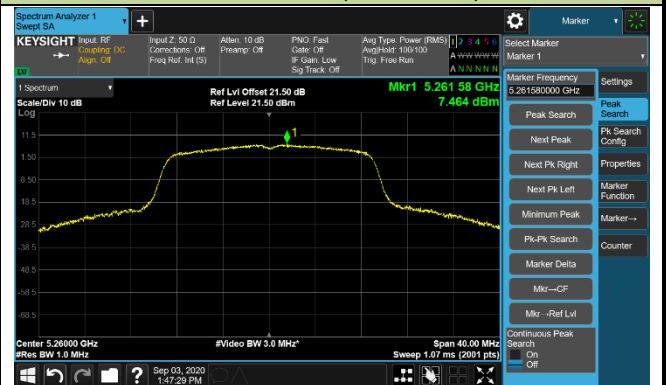 Spectrum Analyzer 1
Swept SA
Marker
KEYSIGHT
Input: RF
Coupling: DC
Align: Off
Input Z: 50 Ω
Corrections: Off
Freq Ref: Int (S)
Atten: 10 dB
Preamp: Off
PNO: Fast
Gate: Off
IF Gain: Low
Sig Track: Off
Avg Type: Power (RMS)
Avg|Hold: 100/100
Trig: Free Run
1 2 3 4 5 6
A W W W W W
A N N N N N
LXI
Select Marker
Marker 1
1 Spectrum
Scale/Div 10 dB
Log
Ref Lvl Offset 21.50 dB
Ref Level 21.50 dBm
Mkr1 5.261 58 GHz
7.464 dBm
1
11.5
1.50
-8.50
-18.5
-28.5
-38.5
-48.5
-58.5
-68.5
Center 5.26000 GHz
#Res BW 1.0 MHz
#Video BW 3.0 MHz*
Span 40.00 MHz
Sweep 1.07 ms (2001 pts)
Marker Frequency
5.261580000 GHz
Peak Search
Next Peak
Next Pk Right
Next Pk Left
Minimum Peak
Pk-Pk Search
Marker Delta
Mkr→CF
Mkr→Ref Lvl
Continuous Peak
Search
On
Off
Settings
Peak
Search
Pk Search
Config
Properties
Marker
Function
Marker→
Counter
Sep 03, 2020
1:47:29 PM